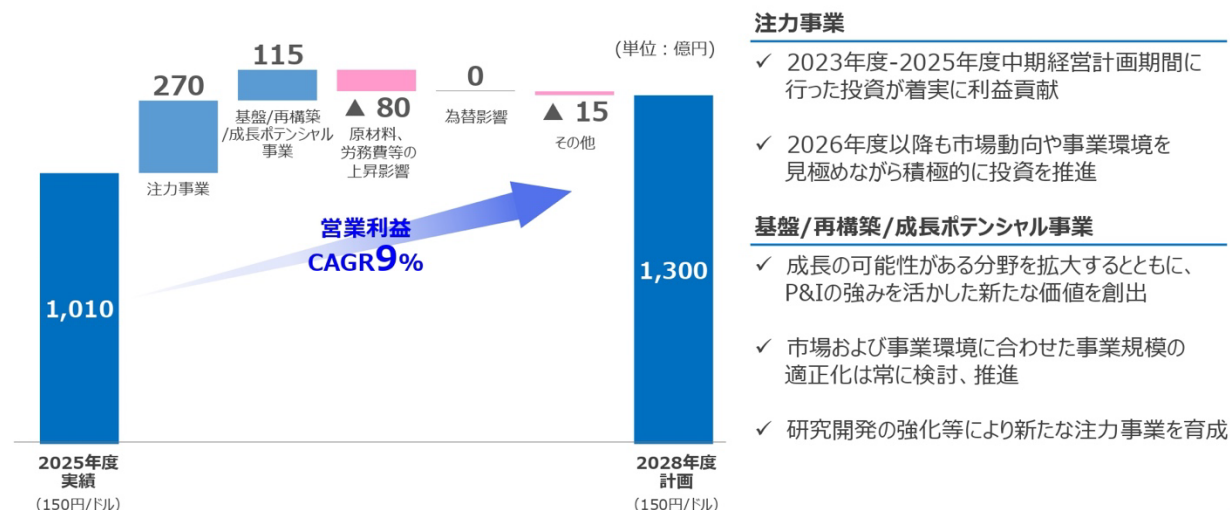 (単位：億円)
270
注力事業
115
基盤/再構築
/成長ポテンシャル
事業
▲ 80
原材料、
労務費等の
上昇影響
0
為替影響
▲ 15
その他
営業利益
CAGR9%
1,010
1,300
2025年度
実績
(150円/ドル)
2028年度
計画
(150円/ドル)
注力事業
✓ 2023年度-2025年度中期経営計画期間に
行った投資が着実に利益貢献
✓ 2026年度以降も市場動向や事業環境を
見極めながら積極的に投資を推進
基盤/再構築/成長ポテンシャル事業
✓ 成長の可能性がある分野を拡大するとともに、
P&Iの強みを活かした新たな価値を創出
✓ 市場および事業環境に合わせた事業規模の
適正化は常に検討、推進
✓ 研究開発の強化等により新たな注力事業を育成